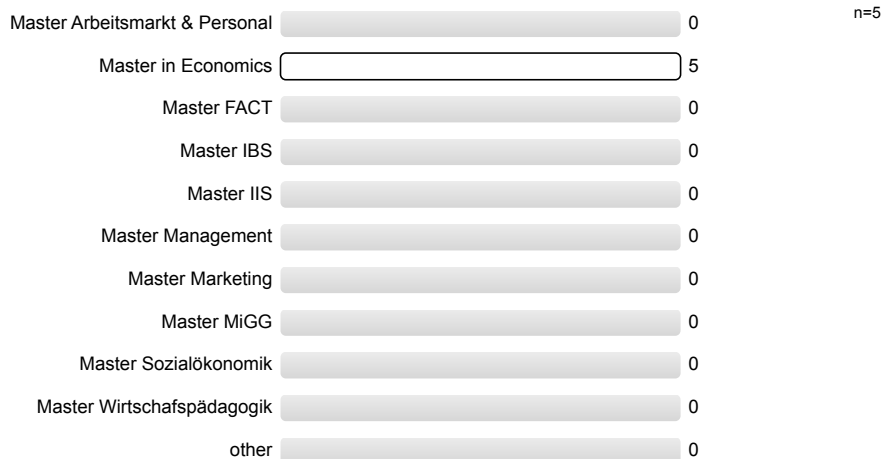 Master Arbeitsmarkt & Personal 0 n=5
Master in Economics 5
Master FACT 0
Master IBS 0
Master IIS 0
Master Management 0
Master Marketing 0
Master MiGG 0
Master Sozialökonomik 0
Master Wirtschafspädagogik 0
other 0